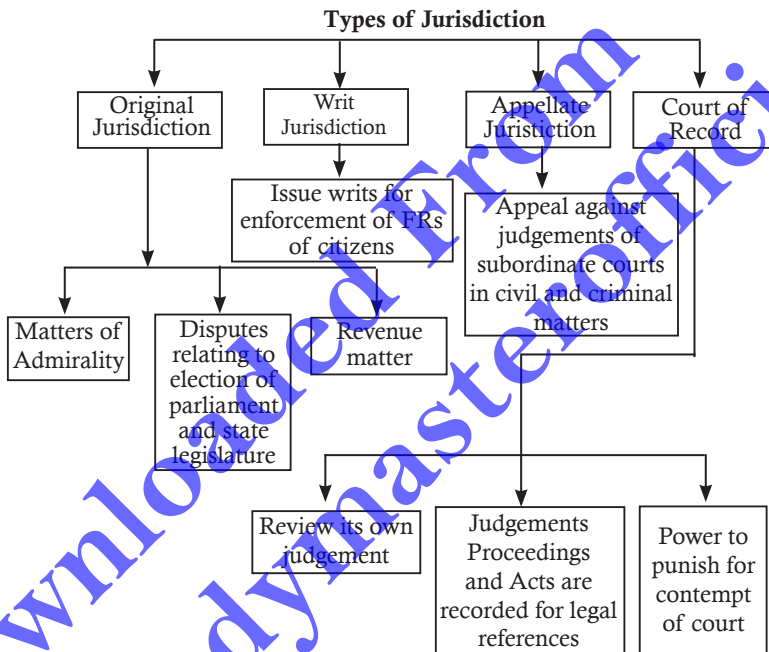 Types of Jurisdiction
Original
Jurisdiction
Writ
Jurisdiction
Appellate
Juristiction
Court of
Record
Issue writs for
enforcement of FRs
of citizens
Appeal against
judgements of
subordinate courts
in civil and criminal
matters
Matters of
Admirality
Disputes
relating to
election of
parliament
and state
legislature
Revenue
matter
Review its own
judgement
Judgements
Proceedings
and Acts are
recorded for legal
references
Power to
punish for
contempt
of court
wnloaded From
dymasteroffici